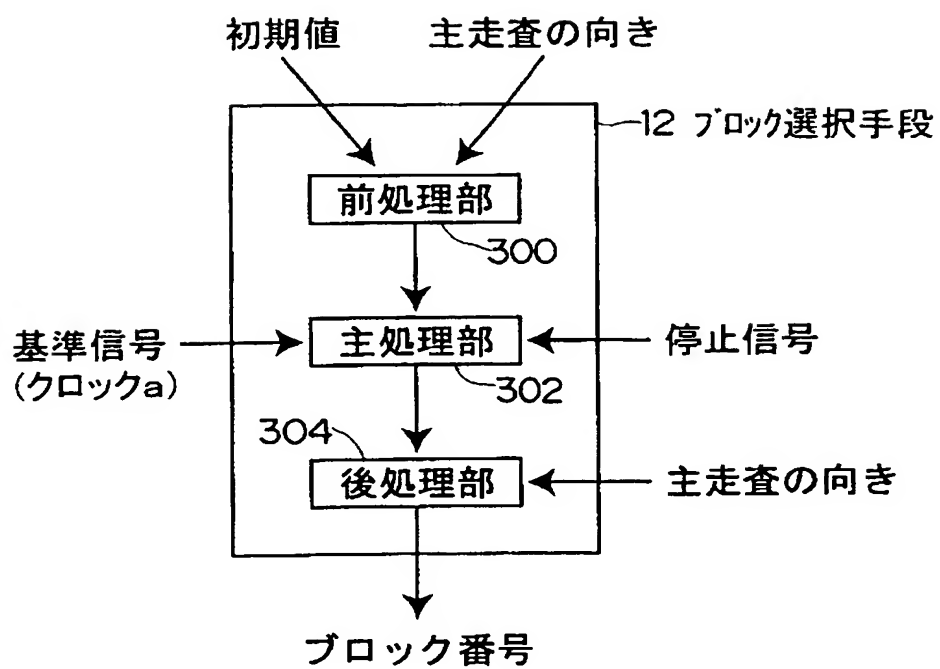 初期値
主走査の向き
12 ブロック選択手段
前処理部
300
基準信号
(クロックa)
主処理部
停止信号
302
304
後処理部
主走査の向き
ブロック番号